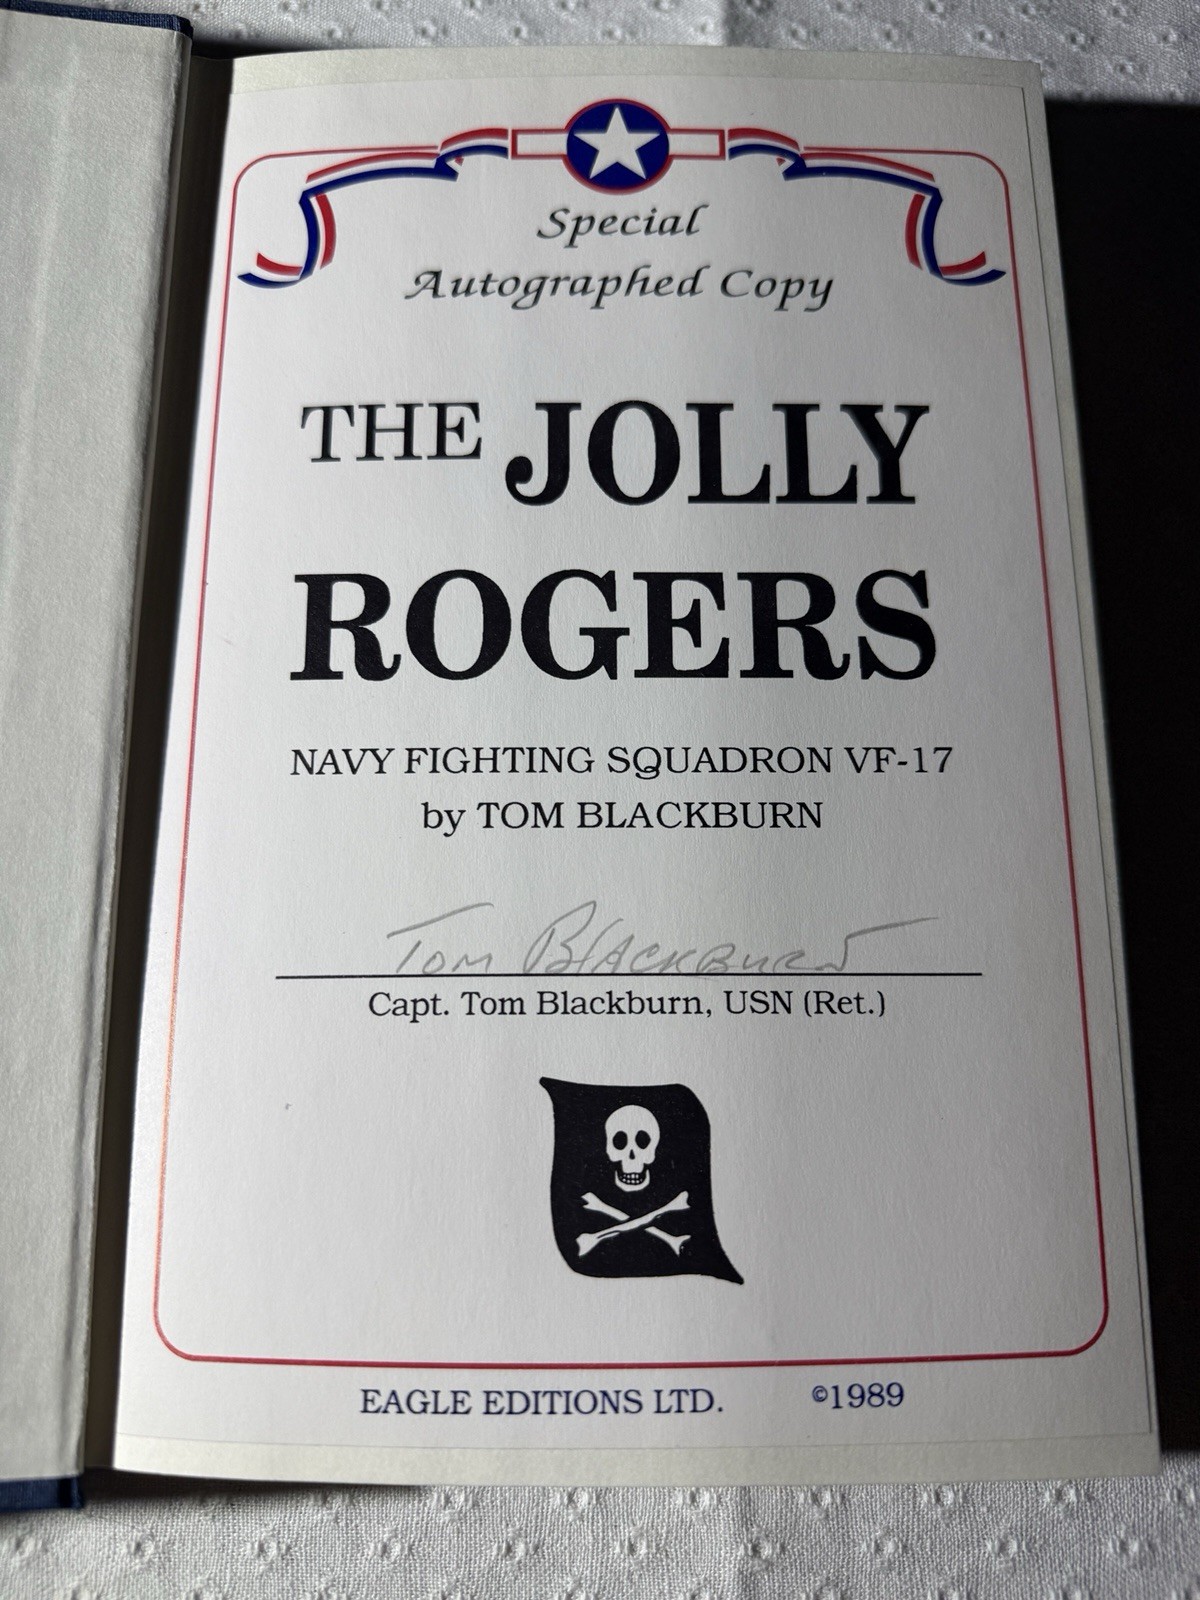 Special
Autographed Copy
THE JOLLY
ROGERS
NAVY FIGHTING SQUADRON VF-17
by TOM BLACKBURN
Tom Blackburn
Capt. Tom Blackburn, USN (Ret.)
EAGLE EDITIONS LTD. ©1989